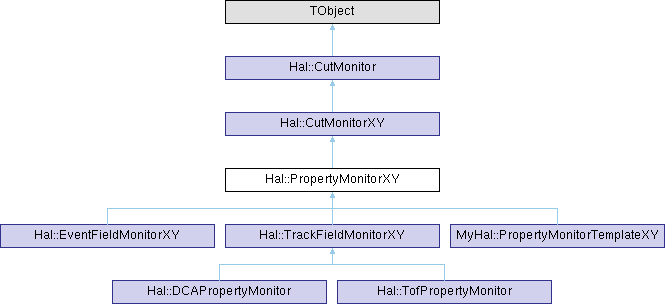 TObject
Hal::CutMonitor
Hal::CutMonitorXY
Hal::PropertyMonitorXY
Hal::EventFieldMonitorXY
Hal::TrackFieldMonitorXY
MyHal::PropertyMonitorTemplateXY
Hal::DCAPropertyMonitor
Hal::TofPropertyMonitor